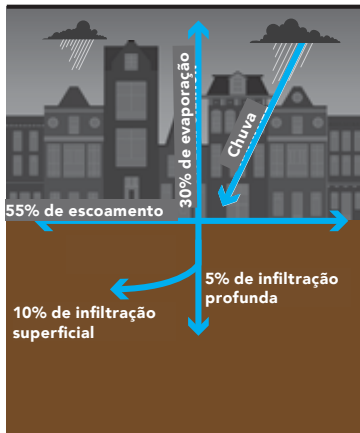 30% de evaporação
Chuva
55% de escoamento
5% de infiltração
profunda
10% de infiltração
superficial